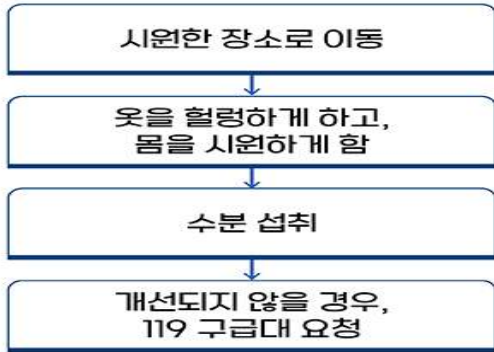 시원한 장소로 이동
옷을 헐렁하게 하고,
몸을 시원하게 함
수분 섭취
개선되지 않을 경우,
119 구급대 요청